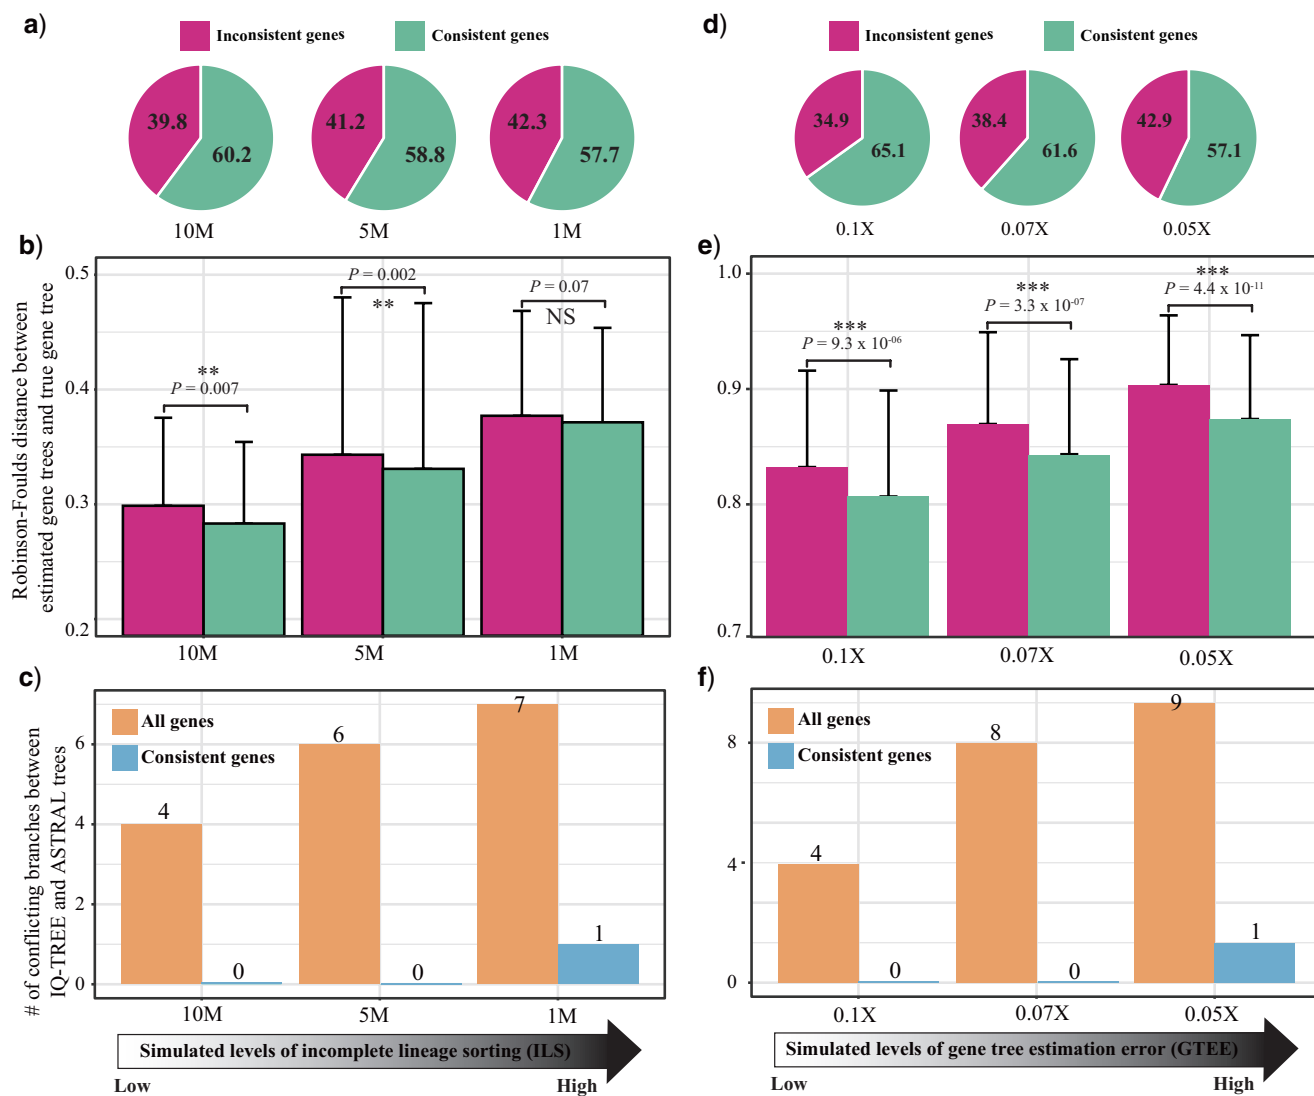 a)
Inconsistent genes
Consistent genes
39.8
60.2
41.2
58.8
42.3
57.7
10M
5M
1M
b)
Robinson-Foulds distance between
estimated gene trees and true gene tree
0.5
0.4
0.3
0.2
**
P = 0.007
P = 0.002
**
P = 0.07
NS
10M
5M
1M
c)
# of conflicting branches between
IQ-TREE and ASTRAL trees
All genes
Consistent genes
6
4
2
0
4
0
6
0
7
1
10M
5M
1M
Simulated levels of incomplete lineage sorting (ILS)
Low
High
d)
Inconsistent genes
Consistent genes
34.9
65.1
38.4
61.6
42.9
57.1
0.1X
0.07X
0.05X
e)
1.0
0.9
0.8
0.7
***
P = 9.3 x 10⁻⁰⁶
***
P = 3.3 x 10⁻⁰⁷
***
P = 4.4 x 10⁻¹¹
0.1X
0.07X
0.05X
f)
All genes
Consistent genes
8
4
0
4
0
8
0
9
1
0.1X
0.07X
0.05X
Simulated levels of gene tree estimation error (GTEE)
Low
High